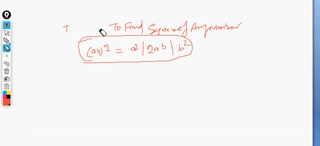 T To Find Square of Any number
(ab)² = a² | 2ab | b²